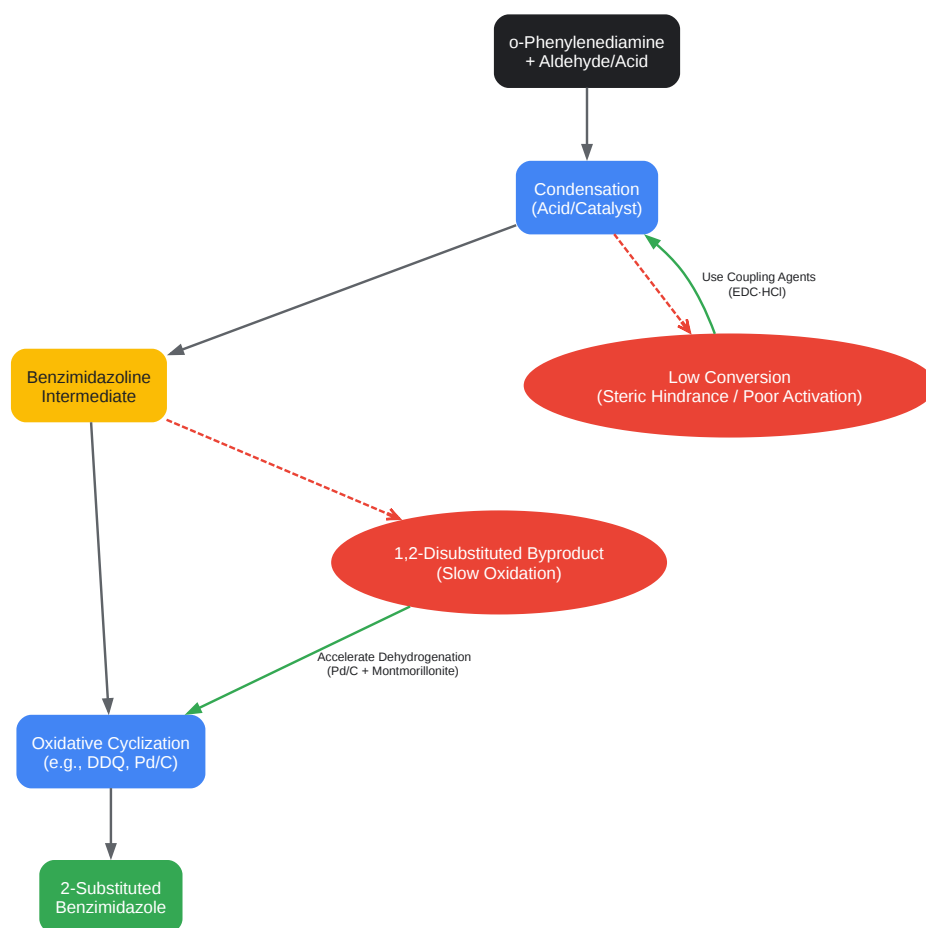 o-Phenylenediamine
+ Aldehyde/Acid
Condensation
(Acid/Catalyst)
Use Coupling Agents
(EDC·HCl)
Benzimidazoline
Intermediate
Low Conversion
(Steric Hindrance / Poor Activation)
1,2-Disubstituted Byproduct
(Slow Oxidation)
Accelerate Dehydrogenation
(Pd/C + Montmorillonite)
Oxidative Cyclization
(e.g., DDQ, Pd/C)
2-Substituted
Benzimidazole